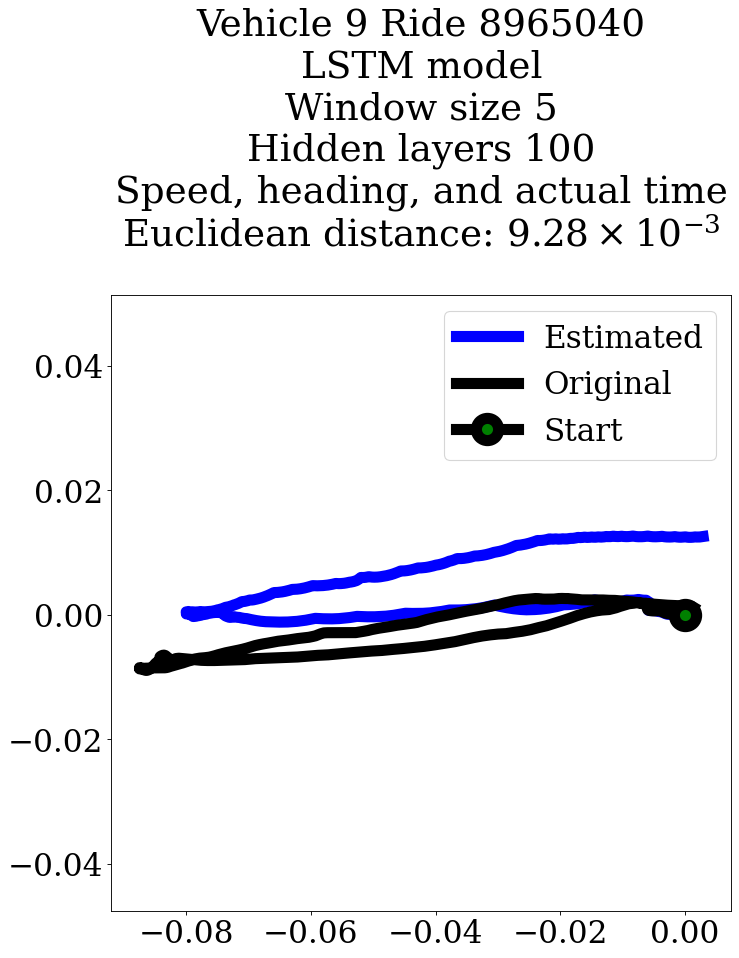 Vehicle 9 Ride 8965040
LSTM model
Window size 5
Hidden layers 100
Speed, heading, and actual time
Euclidean distance: 9.28 × 10⁻³
Estimated
Original
Start
0.04
0.02
0.00
−0.02
−0.04
−0.08 −0.06 −0.04 −0.02 0.00